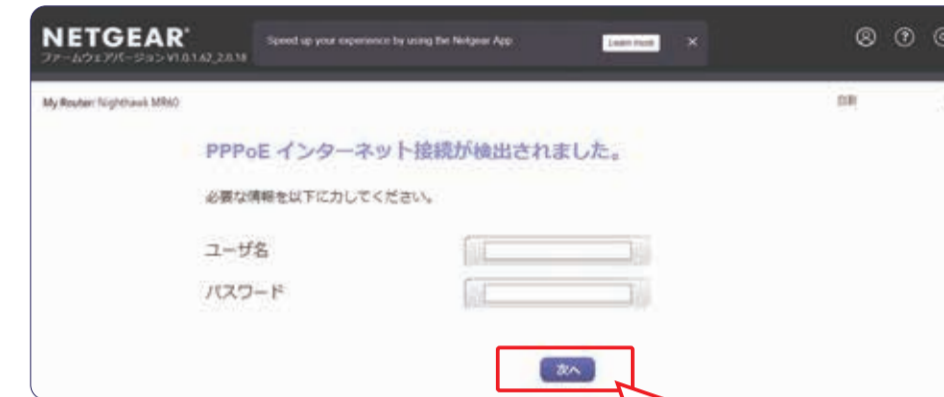 NETGEAR
ファームウェアバージョン V1.0.1.62_2.0.18
Speed up your experience by using the Netgear App
Learn more
×
My Router: Nighthawk MR60
自動
PPPoE インターネット接続が検出されました。
必要な情報を以下に力してください。
ユーザ名
パスワード
次へ